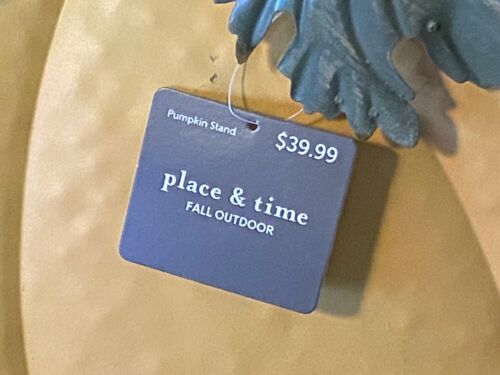 Pumpkin Stand
$39.99
place & time
FALL OUTDOOR